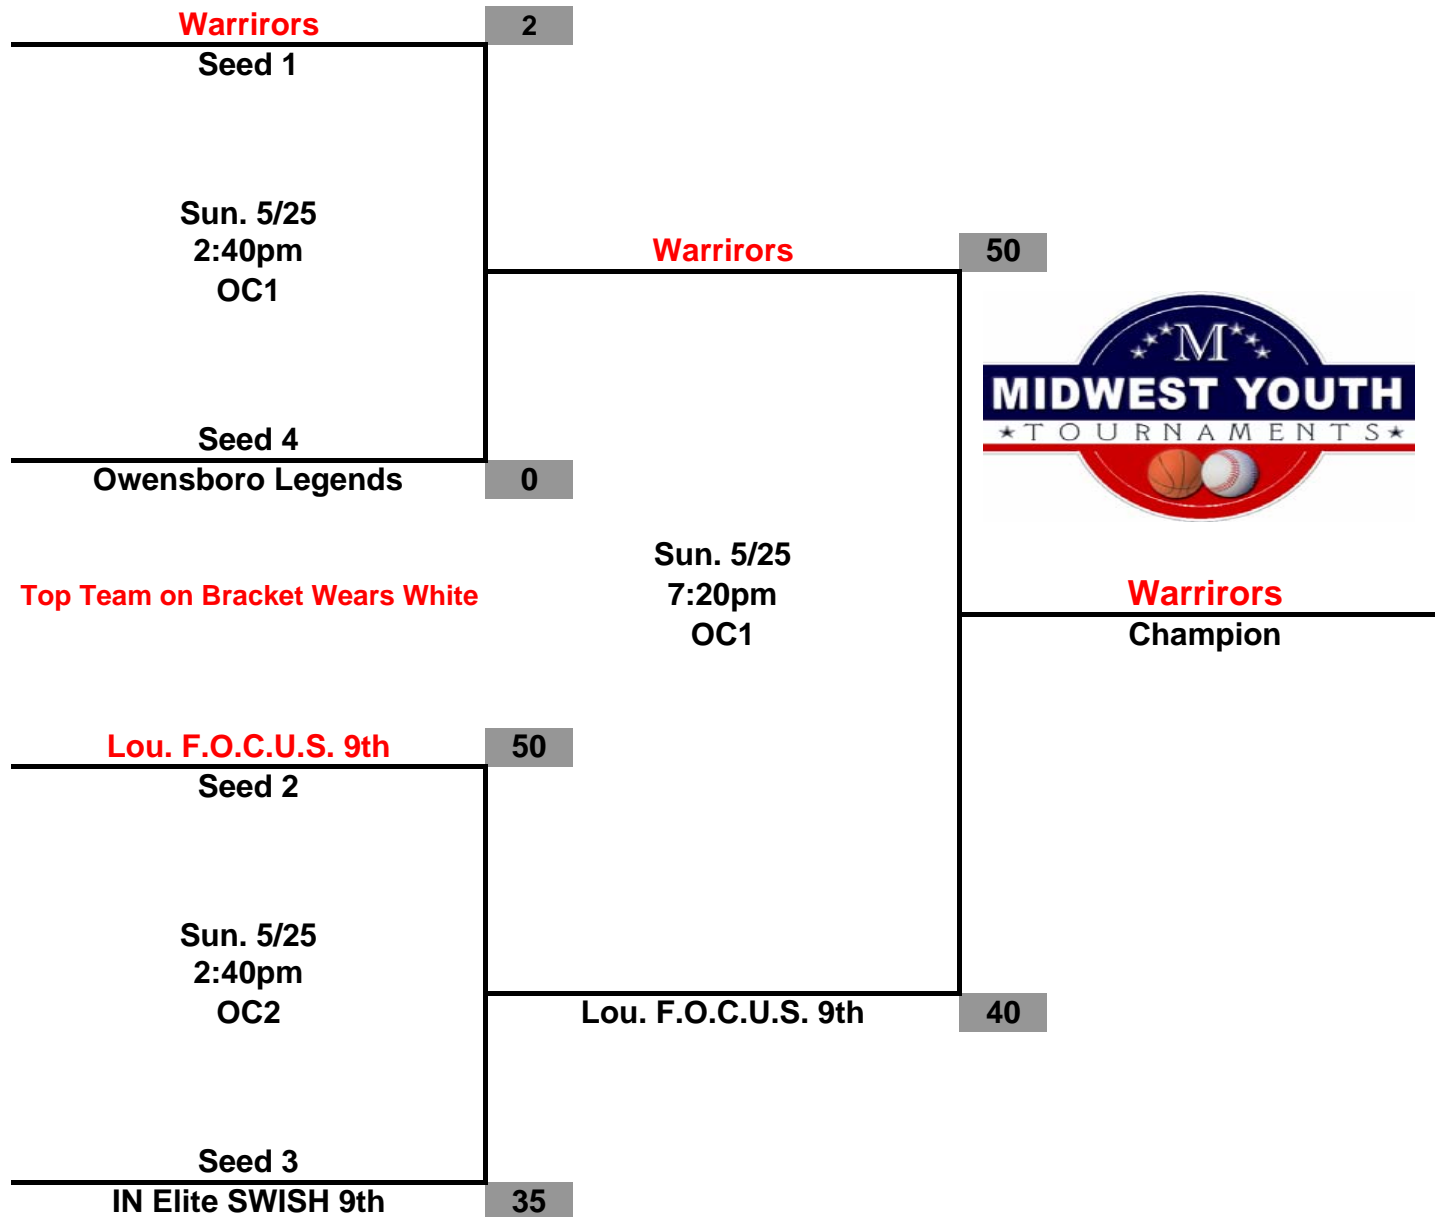 Warrirors 2
Seed 1
Sun. 5/25
2:40pm
OC1
Seed 4
Owensboro Legends 0
Warrirors 50
M
MIDWEST YOUTH
TOURNAMENTS
Sun. 5/25
7:20pm
OC1
Top Team on Bracket Wears White
Warrirors
Champion
Lou. F.O.C.U.S. 9th 50
Seed 2
Sun. 5/25
2:40pm
OC2
Lou. F.O.C.U.S. 9th 40
Seed 3
IN Elite SWISH 9th 35